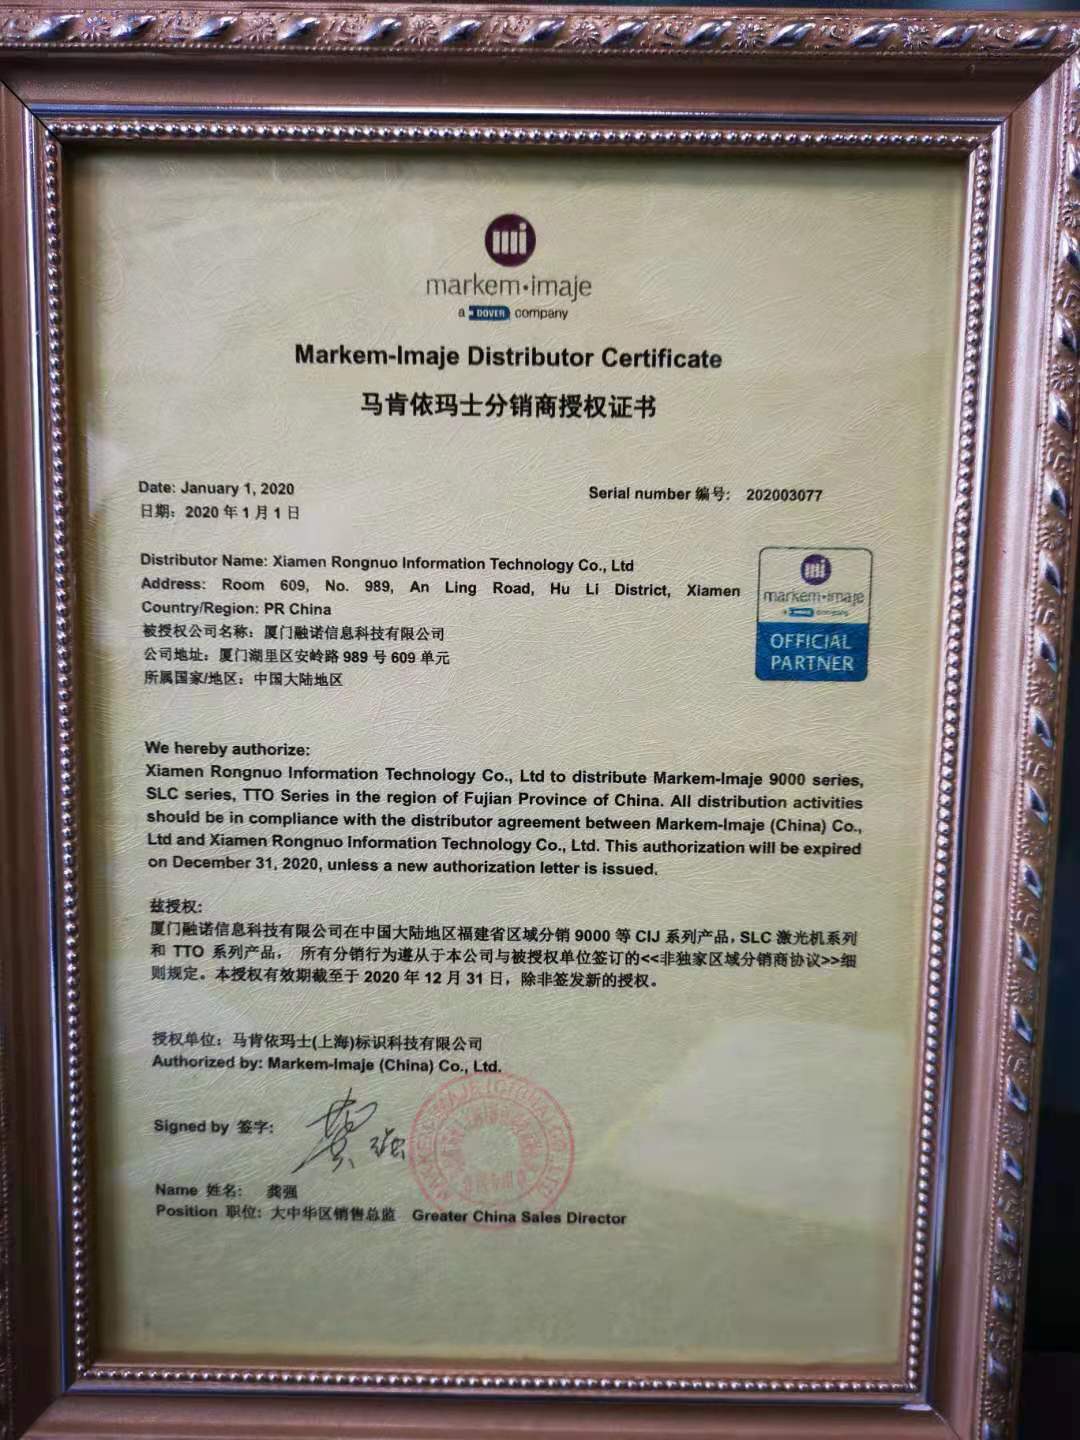 mi
markem·imaje
a DOVER company
Markem-Imaje Distributor Certificate
马肯依玛士分销商授权证书
Date: January 1, 2020
日期：2020 年 1 月 1 日
Serial number 编号: 202003077
Distributor Name: Xiamen Rongnuo Information Technology Co., Ltd
Address: Room 609, No. 989, An Ling Road, Hu Li District, Xiamen
Country/Region: PR China
被授权公司名称：厦门融诺信息科技有限公司
公司地址：厦门湖里区安岭路 989 号 609 单元
所属国家/地区：中国大陆地区
mi
markem·imaje
a DOVER company
OFFICIAL
PARTNER
We hereby authorize:
Xiamen Rongnuo Information Technology Co., Ltd to distribute Markem-Imaje 9000 series,
SLC series, TTO Series in the region of Fujian Province of China. All distribution activities
should be in compliance with the distributor agreement between Markem-Imaje (China) Co.,
Ltd and Xiamen Rongnuo Information Technology Co., Ltd. This authorization will be expired
on December 31, 2020, unless a new authorization letter is issued.
兹授权:
厦门融诺信息科技有限公司在中国大陆地区福建省区域分销 9000 等 CIJ 系列产品, SLC 激光机系列
和 TTO 系列产品， 所有分销行为遵从于本公司与被授权单位签订的<<非独家区域分销商协议>>细
则规定。本授权有效期截至于 2020 年 12 月 31 日，除非签发新的授权。
授权单位：马肯依玛士(上海)标识科技有限公司
Authorized by: Markem-Imaje (China) Co., Ltd.
Signed by 签字: 龚强
Name 姓名: 龚强
Position 职位: 大中华区销售总监 Greater China Sales Director